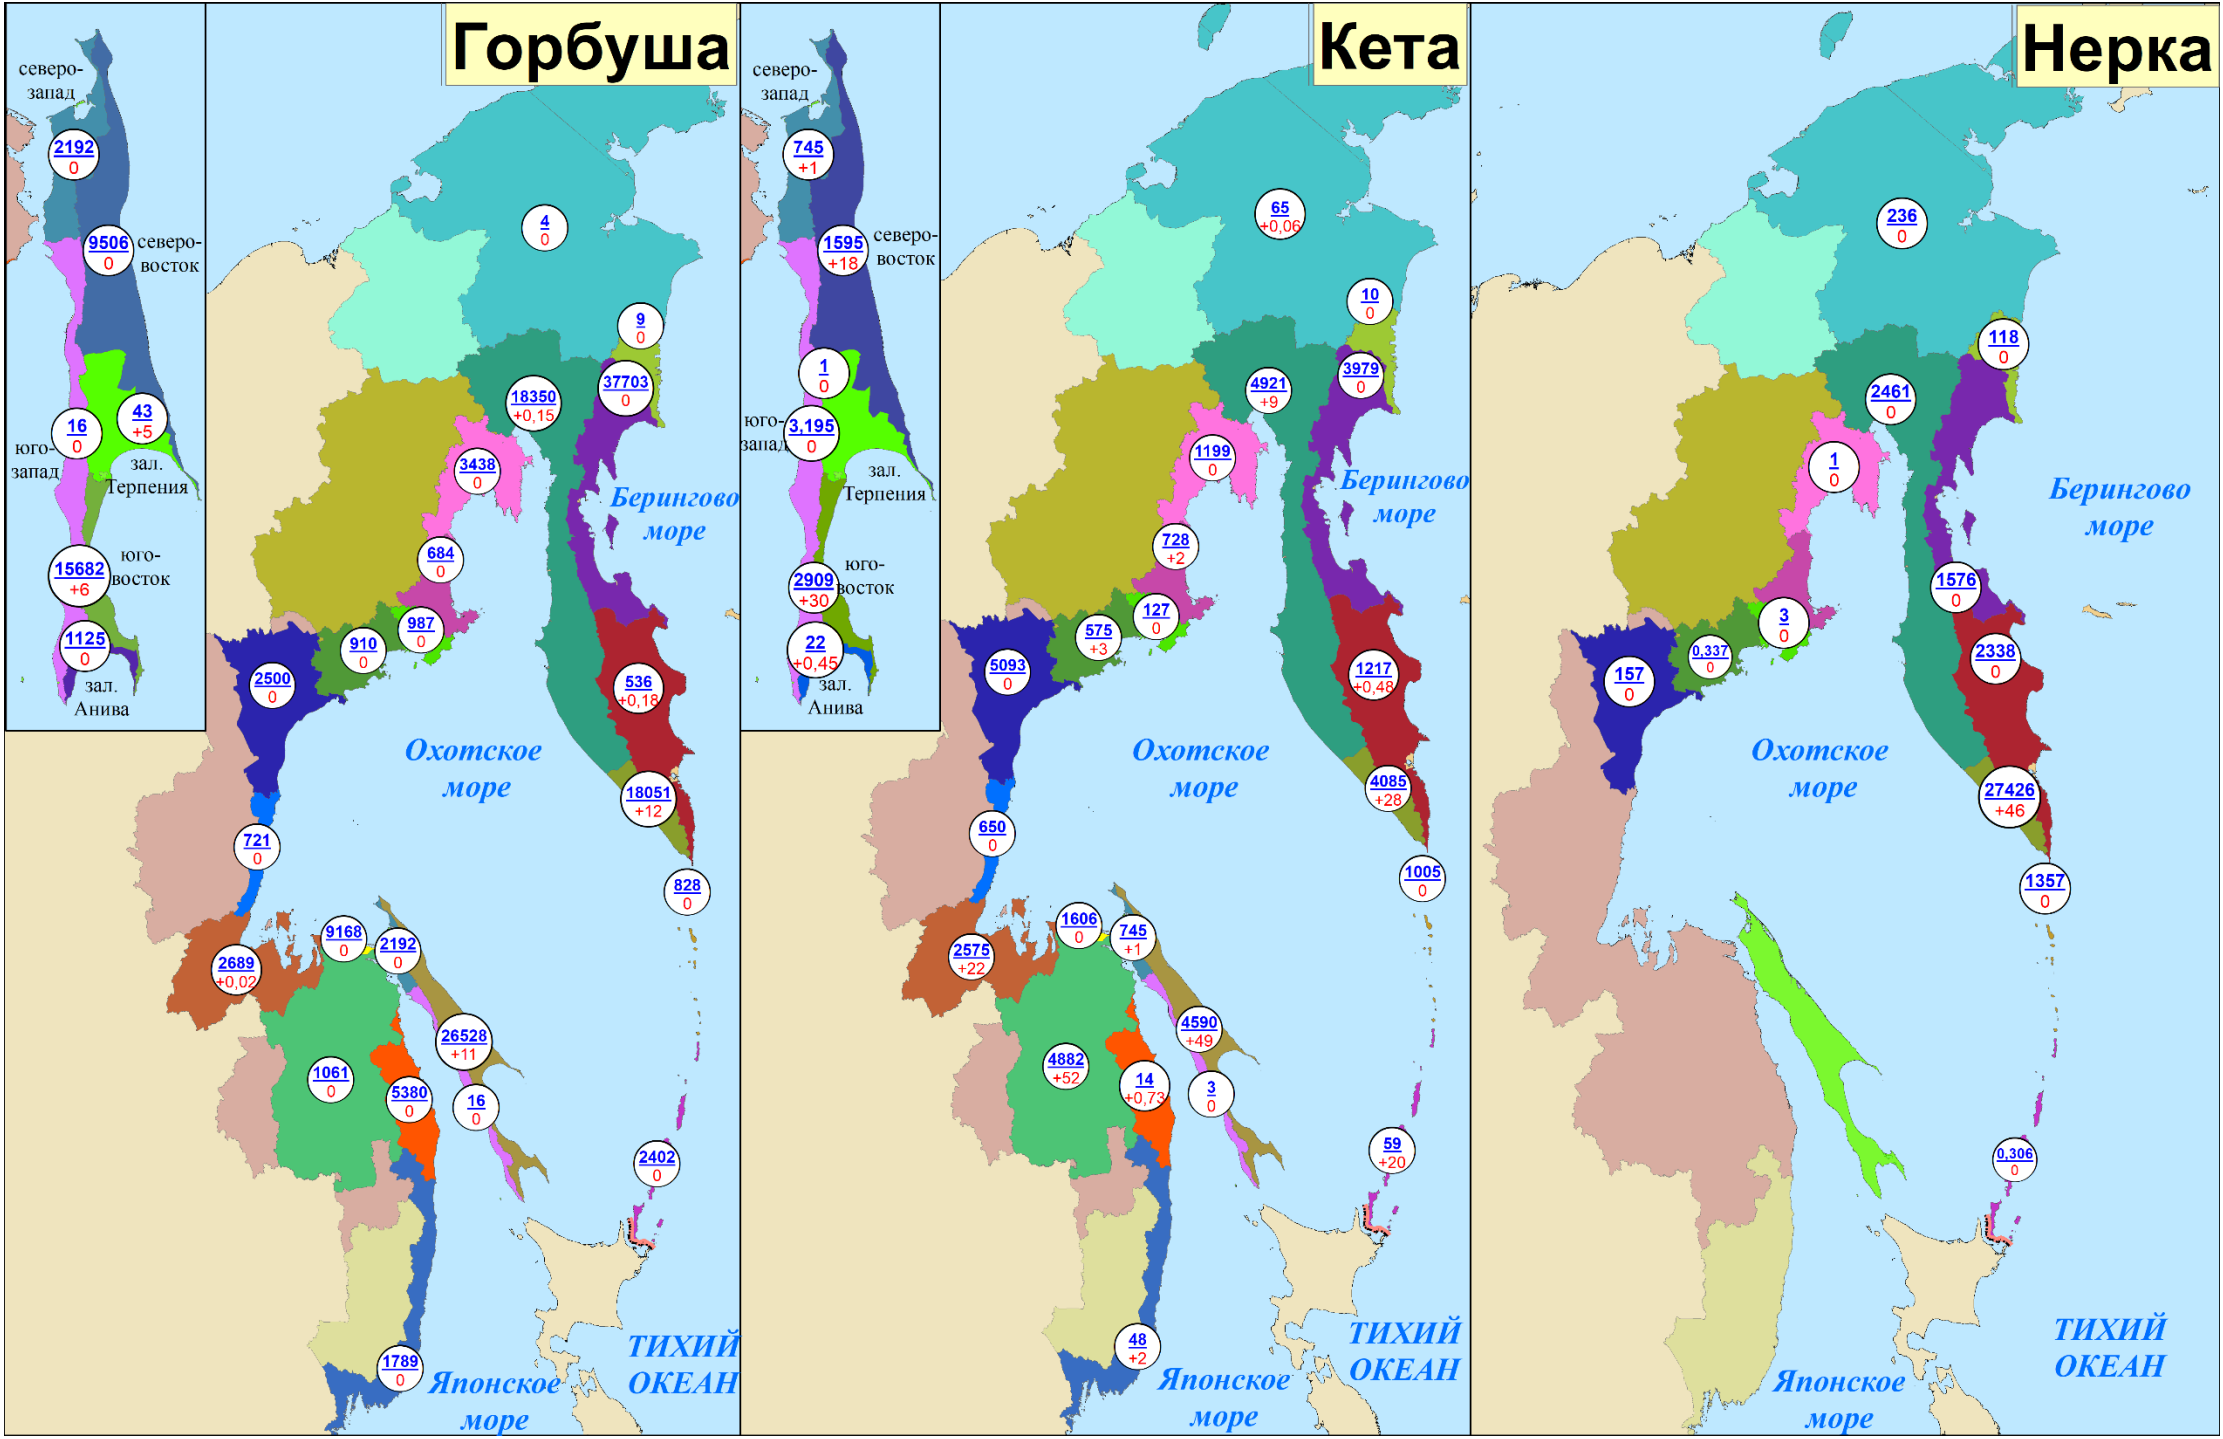 Горбуша
северо-
запад
2192
0
9506
0
северо-
восток
16
0
43
+5
юго-
запад
зал.
Терпения
15682
+6
юго-
восток
1125
0
зал.
Анива
4
0
9
0
37703
0
18350
+0,15
3438
0
Берингово
море
684
0
987
0
910
0
2500
0
536
+0,18
Охотское
море
18051
+12
721
0
828
0
9168
0
2192
0
2689
+0,02
26528
+11
1061
0
5380
0
16
0
2402
0
ТИХИЙ
ОКЕАН
1789
0
Японское
море
Кета
северо-
запад
745
+1
1595
+18
северо-
восток
1
0
3,195
0
юго-
запад
зал.
Терпения
2909
+30
юго-
восток
22
+0,45
зал.
Анива
65
+0,06
10
0
3979
0
4921
+9
1199
0
Берингово
море
728
+2
127
0
575
+3
5093
0
1217
+0,48
Охотское
море
4085
+28
650
0
1005
0
1606
0
745
+1
2575
+22
4590
+49
4882
+52
14
+0,73
3
0
59
+20
ТИХИЙ
ОКЕАН
48
+2
Японское
море
Нерка
236
0
118
0
2461
0
1
0
Берингово
море
1576
0
3
0
0,337
0
157
0
2338
0
Охотское
море
27426
+46
1357
0
0,306
0
ТИХИЙ
ОКЕАН
Японское
море